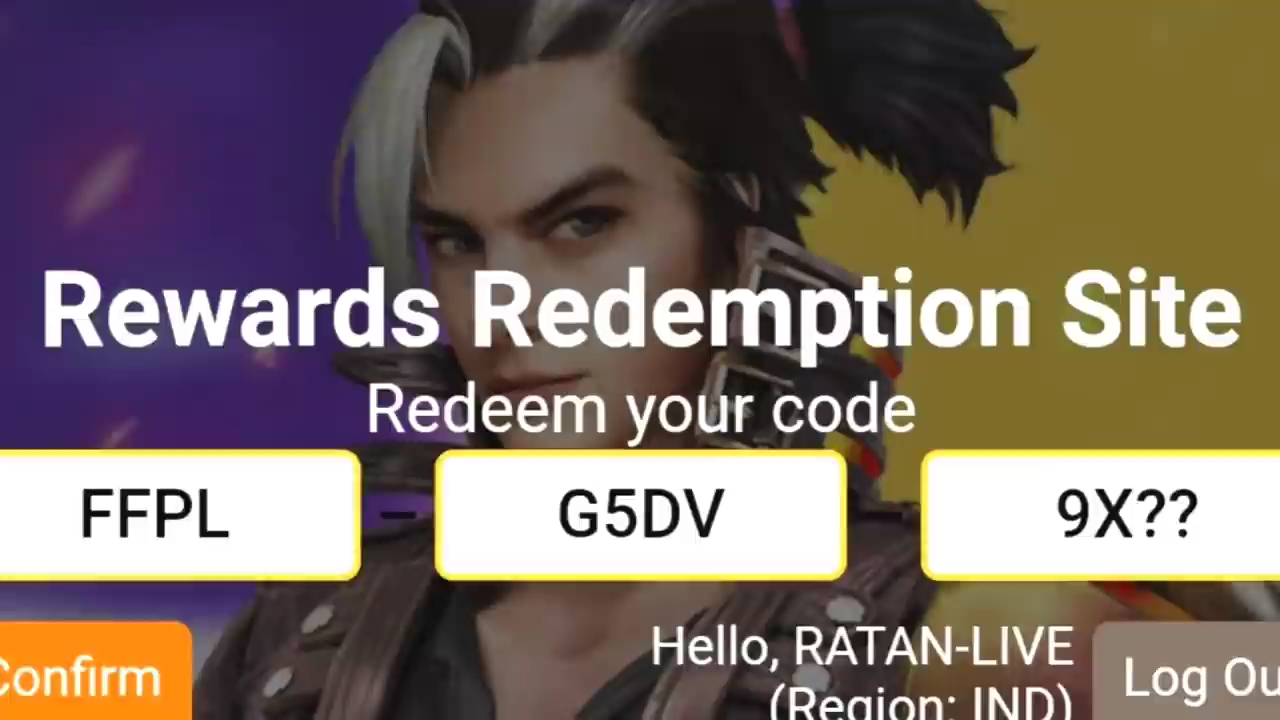 Rewards Redemption Site
Redeem your code
FFPL - G5DV - 9X??
Confirm
Hello, RATAN-LIVE
(Region: IND)
Log Ou